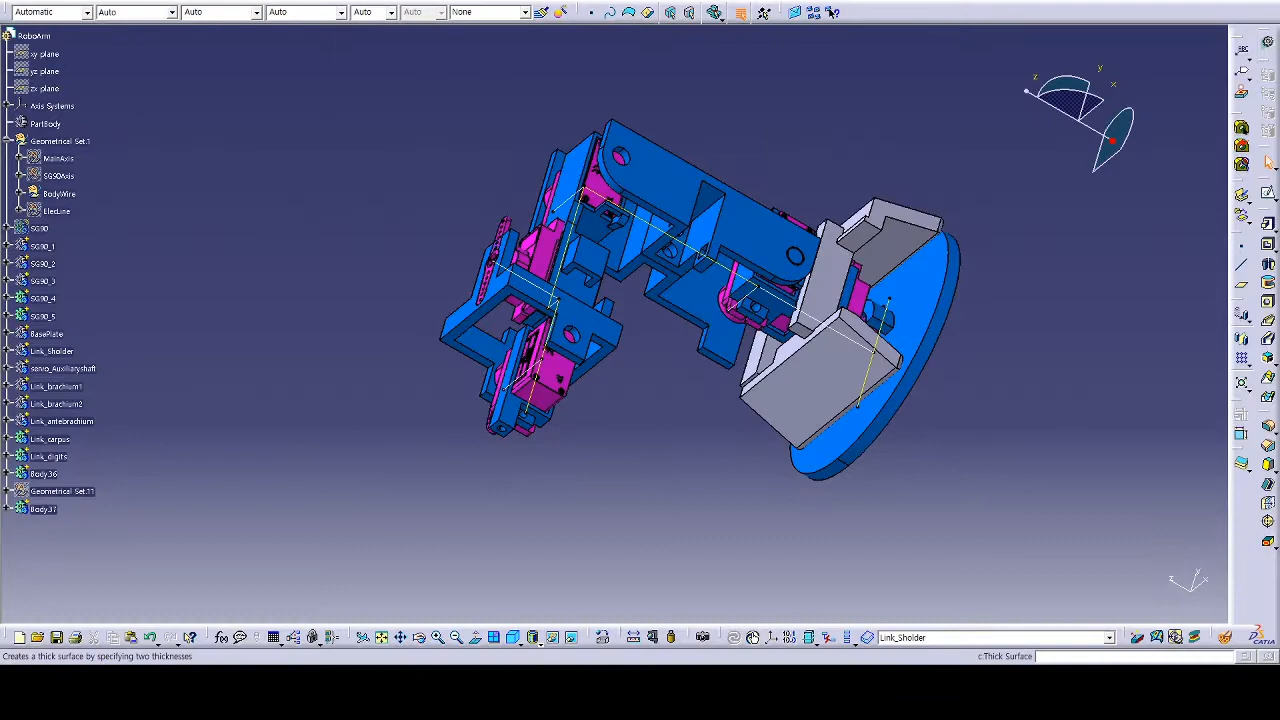 Automatic Auto Auto Auto Auto Auto None
RoboArm
xy plane
yz plane
zx plane
Axis Systems
PartBody
Geometrical Set.1
MainAxis
SG90Axis
BodyWire
ElecLine
SG90
SG90_1
SG90_2
SG90_3
SG90_4
SG90_5
BasePlate
Link_Sholder
servo_Auxiliaryshaft
Link_brachium1
Link_brachium2
Link_antebrachium
Link_carpus
Link_digits
Body.36
Geometrical Set.11
Body.37
z
y
x
ABC
y
z x
f(x)
Link_Sholder
CATIA
Creates a thick surface by specifying two thicknesses
c:Thick Surface